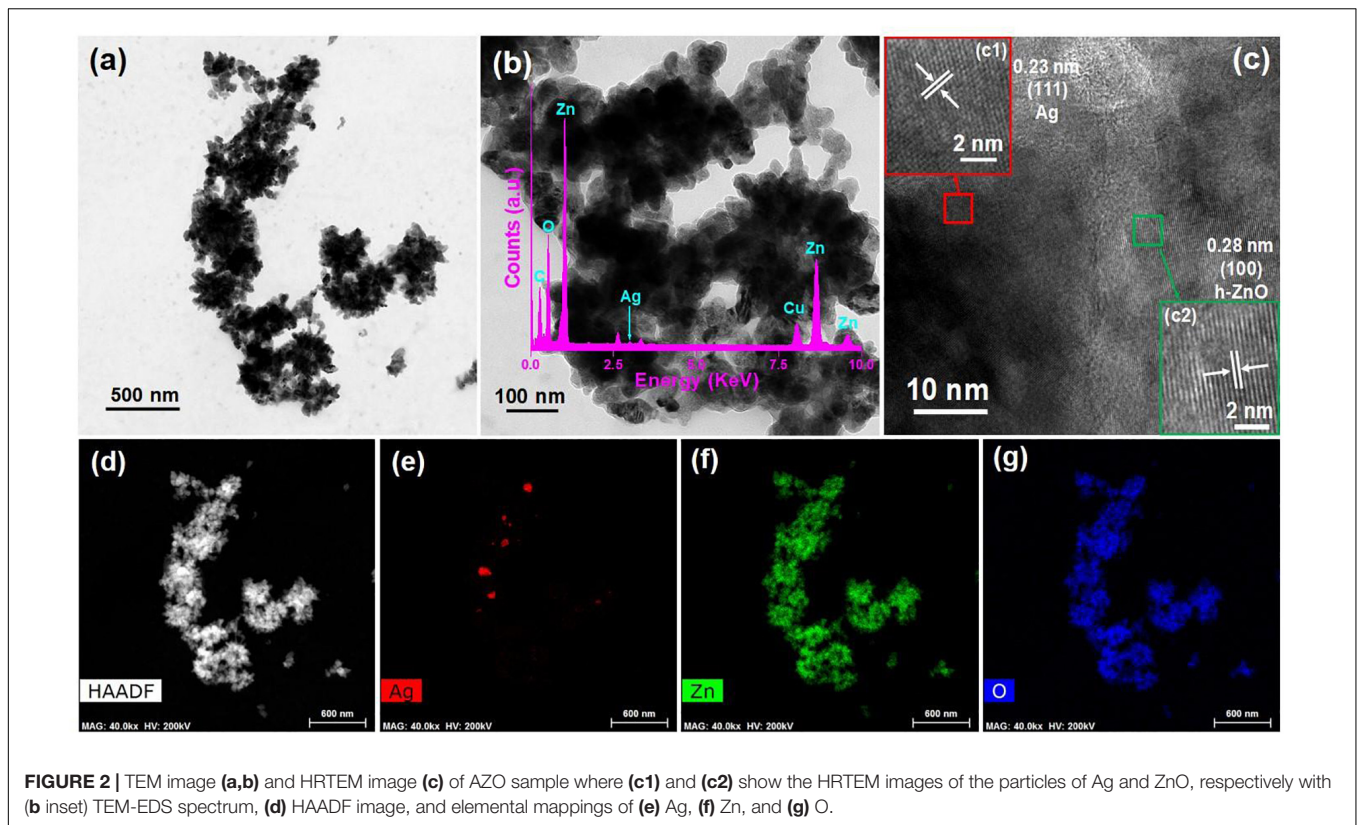 (a)
500 nm
(b)
Counts (a.u.)
Zn
O
C
Ag
Cu
Zn
Zn
0.0 2.5 5.0 7.5 10.0
Energy (KeV)
100 nm
(c)
(c1)
2 nm
0.23 nm
(111)
Ag
0.28 nm
(100)
h-ZnO
(c2)
2 nm
10 nm
(d)
HAADF
MAG: 40.0kx HV: 200kV
600 nm
(e)
Ag
MAG: 40.0kx HV: 200kV
600 nm
(f)
Zn
MAG: 40.0kx HV: 200kV
600 nm
(g)
O
MAG: 40.0kx HV: 200kV
600 nm
FIGURE 2 | TEM image (a,b) and HRTEM image (c) of AZO sample where (c1) and (c2) show the HRTEM images of the particles of Ag and ZnO, respectively with
(b inset) TEM-EDS spectrum, (d) HAADF image, and elemental mappings of (e) Ag, (f) Zn, and (g) O.